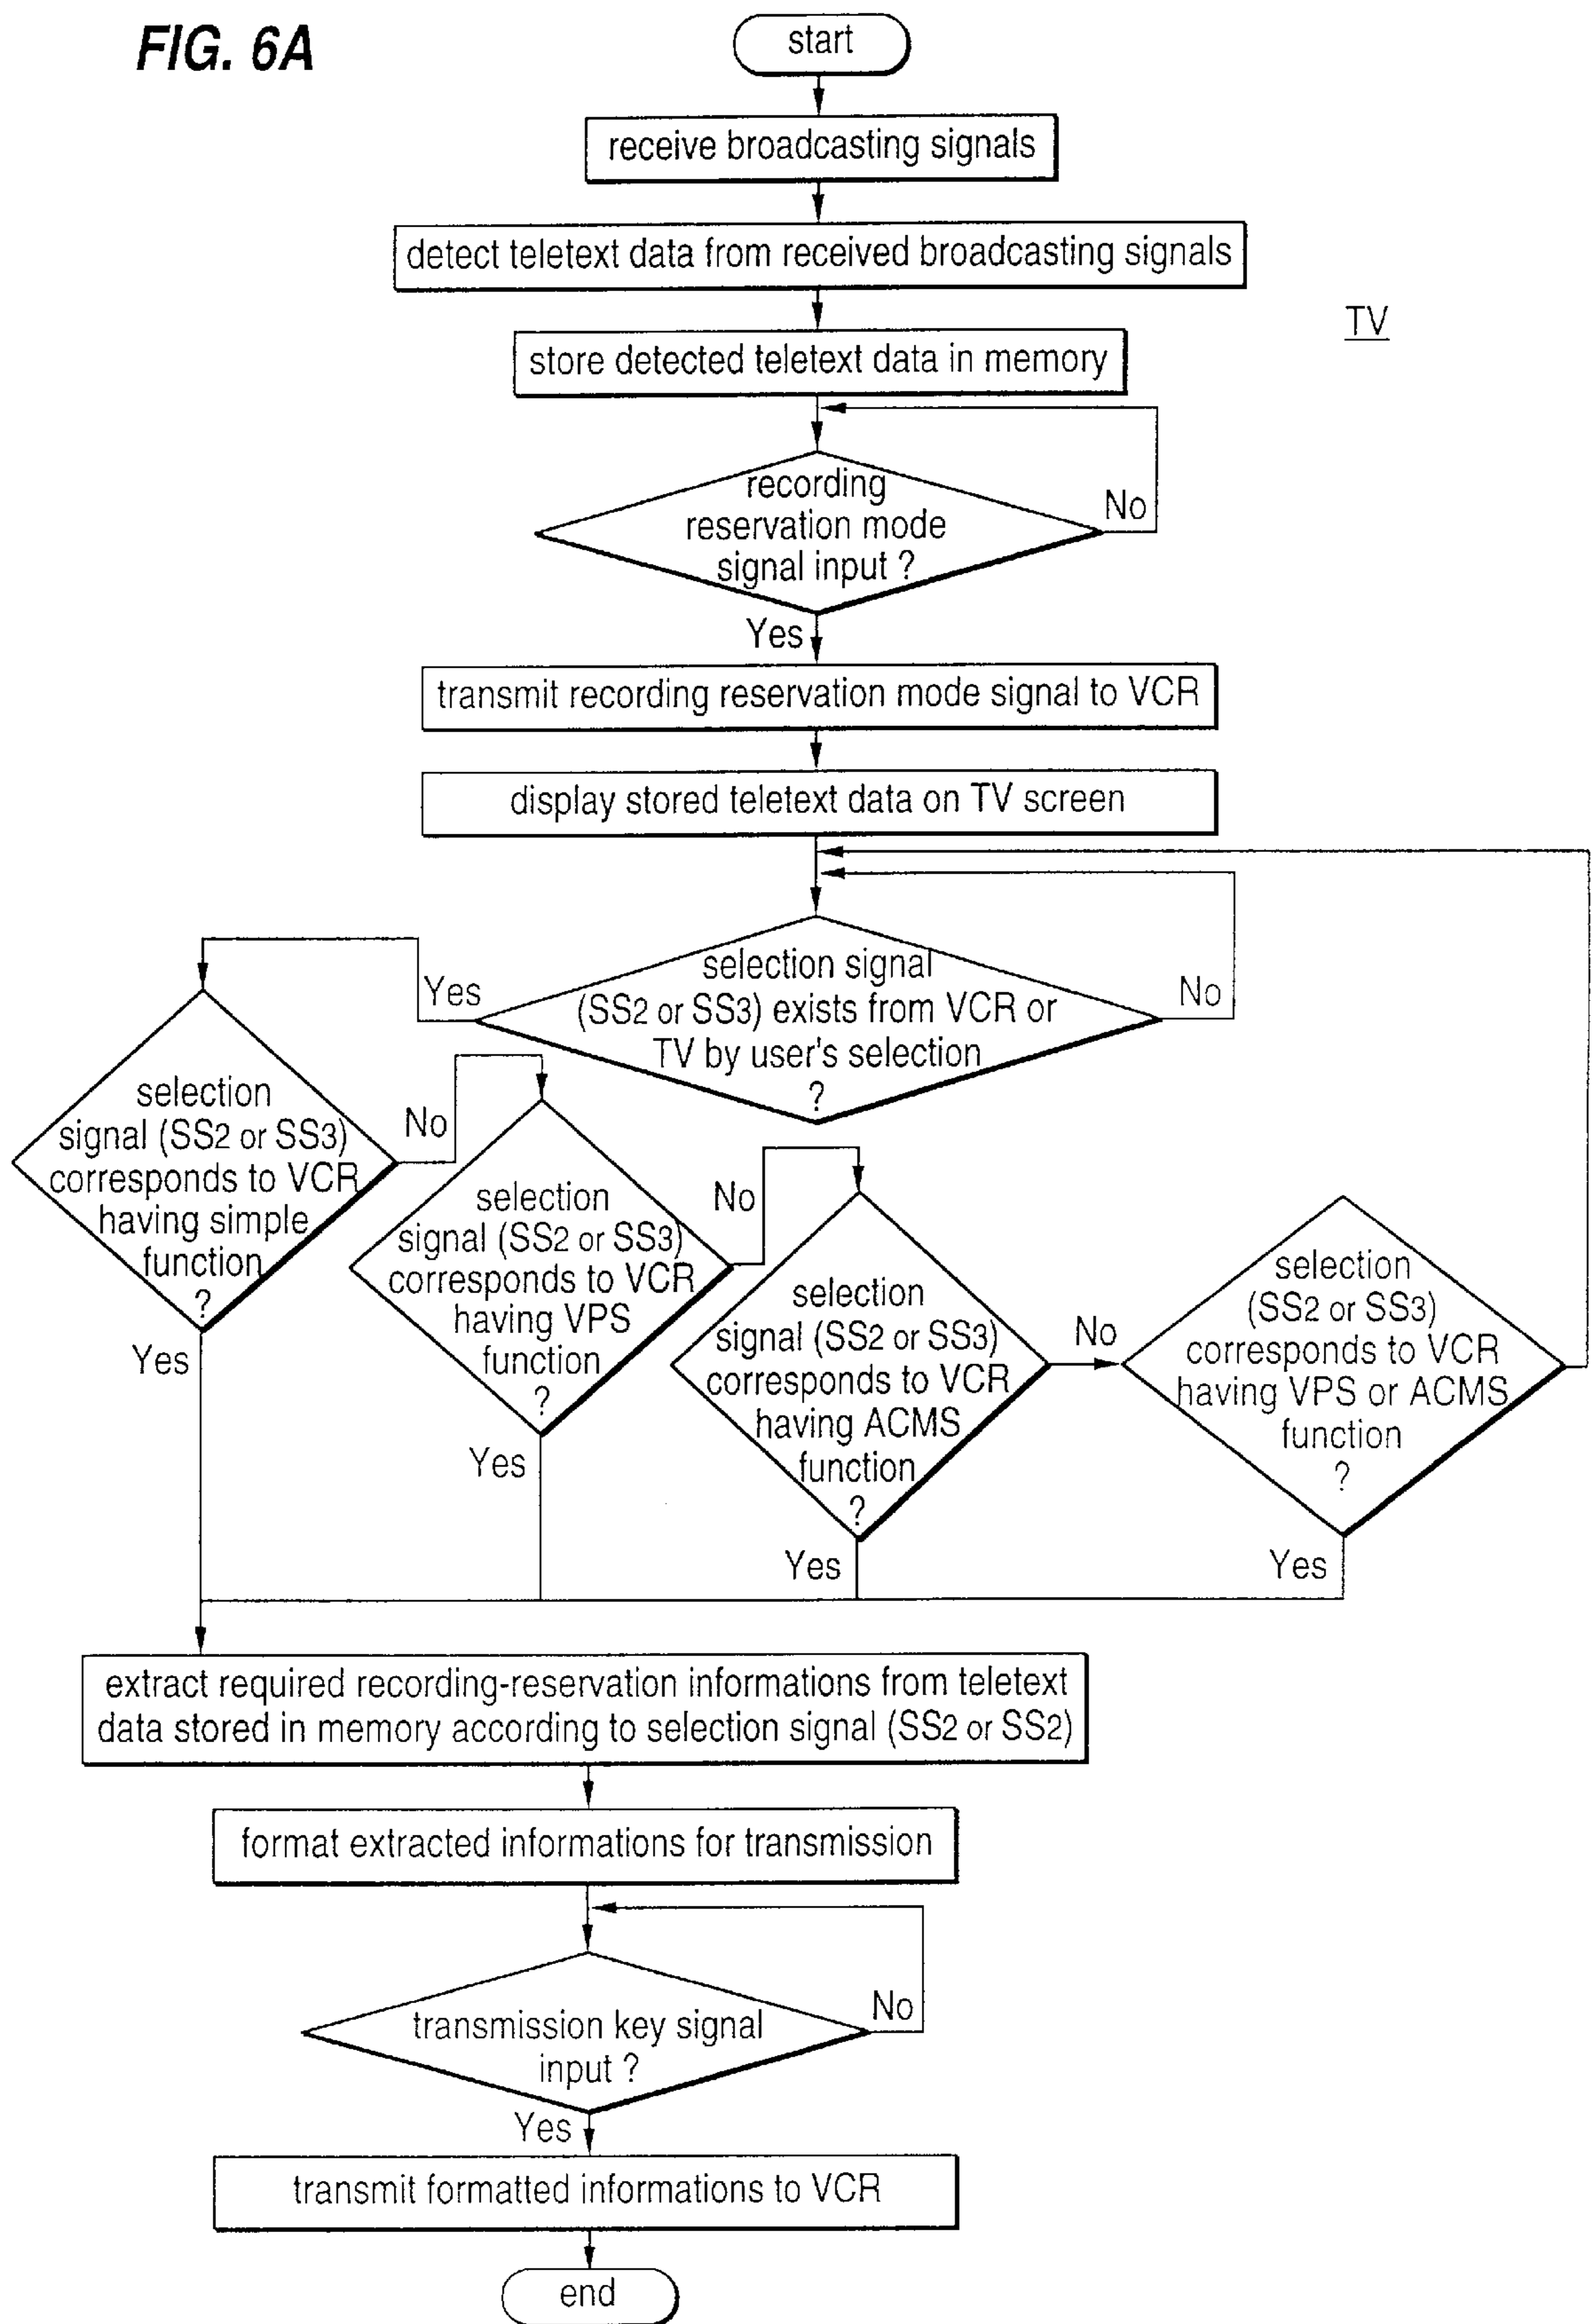 FIG. 6A
start
receive broadcasting signals
detect teletext data from received broadcasting signals
TV
store detected teletext data in memory
recording
reservation mode
signal input ?
No
Yes
transmit recording reservation mode signal to VCR
display stored teletext data on TV screen
selection signal
(SS2 or SS3) exists from VCR or
TV by user's selection
?
Yes
No
selection
signal (SS2 or SS3)
corresponds to VCR
having simple
function
?
No
Yes
selection
signal (SS2 or SS3)
corresponds to VCR
having VPS
function
?
No
Yes
selection
signal (SS2 or SS3)
corresponds to VCR
having ACMS
function
?
No
Yes
selection
(SS2 or SS3)
corresponds to VCR
having VPS or ACMS
function
?
Yes
extract required recording-reservation informations from teletext
data stored in memory according to selection signal (SS2 or SS2)
format extracted informations for transmission
transmission key signal
input ?
No
Yes
transmit formatted informations to VCR
end